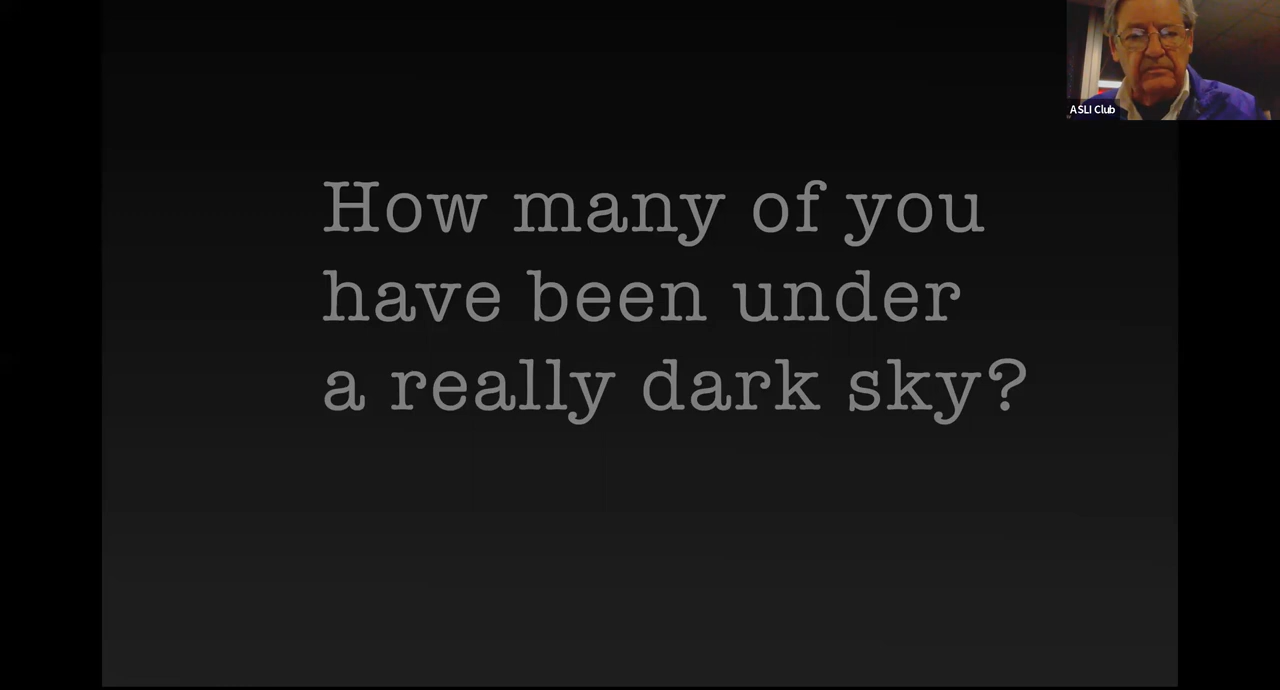 ASLI Club
How many of you
have been under
a really dark sky?